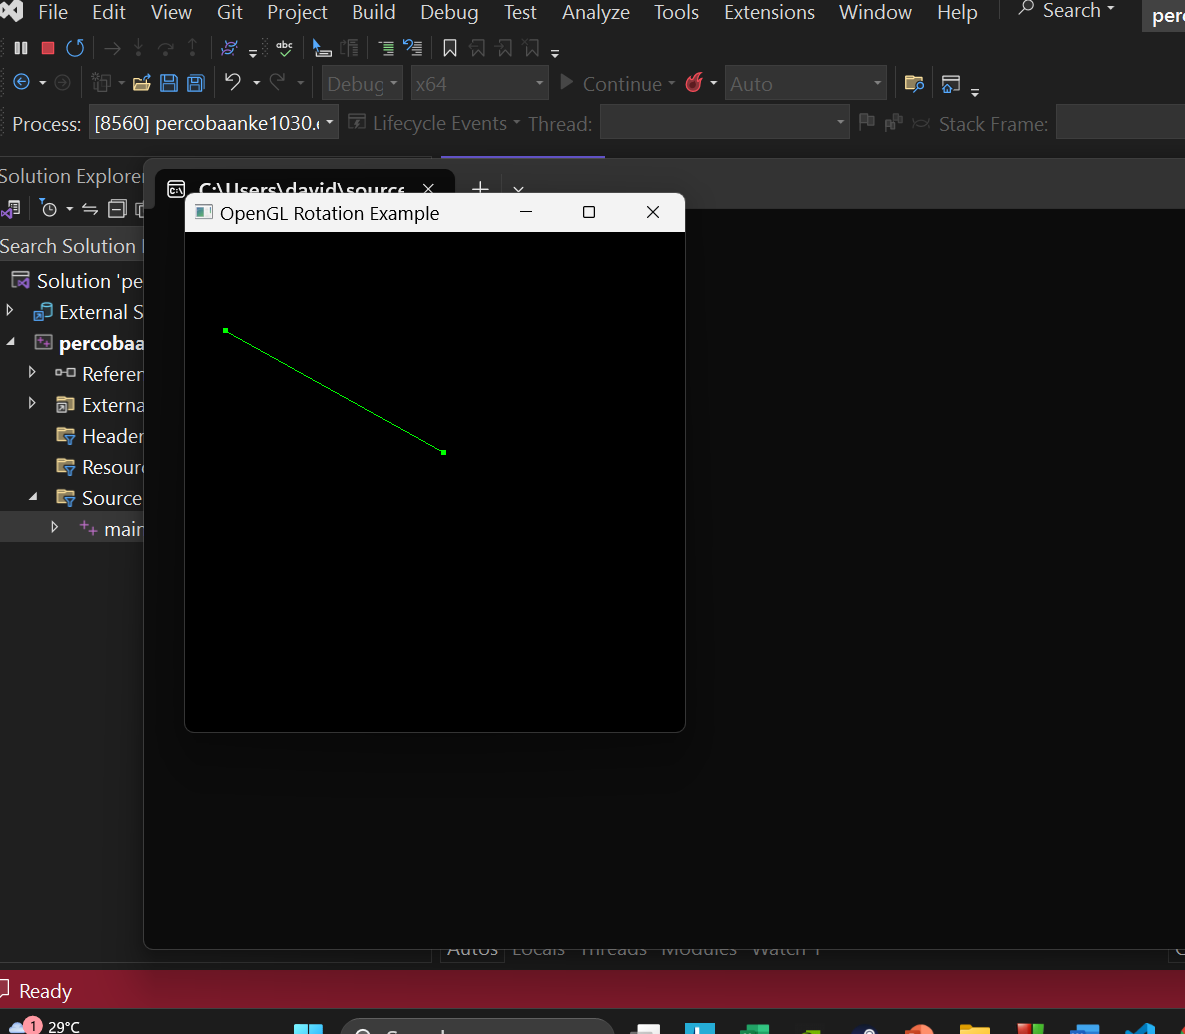 File Edit View Git Project Build Debug Test Analyze Tools Extensions Window Help Search
Debug x64 Continue Auto
Process: [8560] percobaanke1030. Lifecycle Events Thread: Stack Frame:
Solution Explorer
C:\Users\david\source
OpenGL Rotation Example
Search Solution
Solution 'pe
External S
percobaa
Referen
Externa
Header
Resour
Source
main
Autos Locals Threads Modules Watch 1
Ready
1 29°C